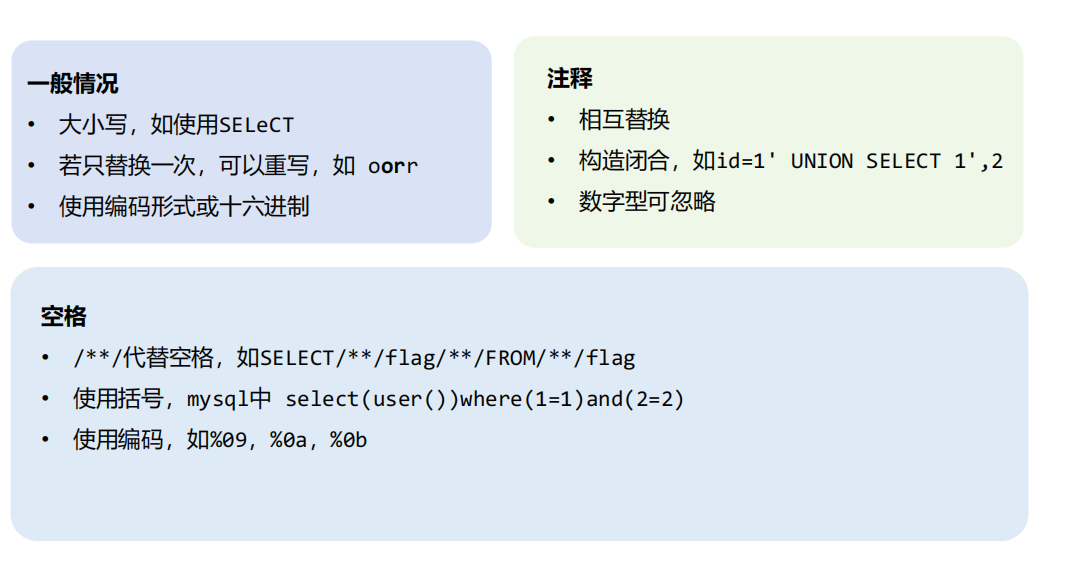 一般情况
• 大小写，如使用SELeCT
• 若只替换一次，可以重写，如 oorr
• 使用编码形式或十六进制
注释
• 相互替换
• 构造闭合，如id=1' UNION SELECT 1',2
• 数字型可忽略
空格
• /**/代替空格，如SELECT/**/flag/**/FROM/**/flag
• 使用括号，mysql中 select(user())where(1=1)and(2=2)
• 使用编码，如%09，%0a，%0b